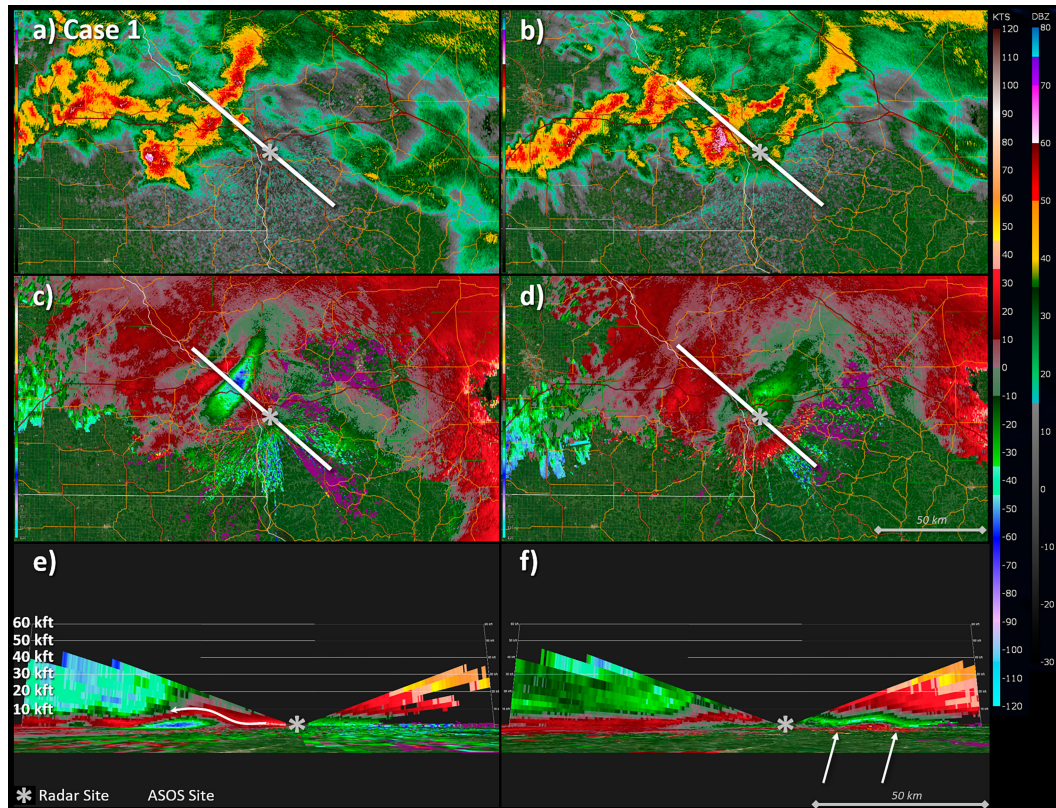 a) Case 1
b)
KTS
DBZ
120
110
100
90
80
70
60
50
40
30
20
10
0
-10
-20
-30
-40
-50
-60
-70
-80
-90
-100
-110
-120
80
70
60
50
40
30
20
10
0
-10
-20
-30
c)
d)
50 km
e)
f)
60 kft
50 kft
40 kft
30 kft
20 kft
10 kft
Radar Site
ASOS Site
50 km